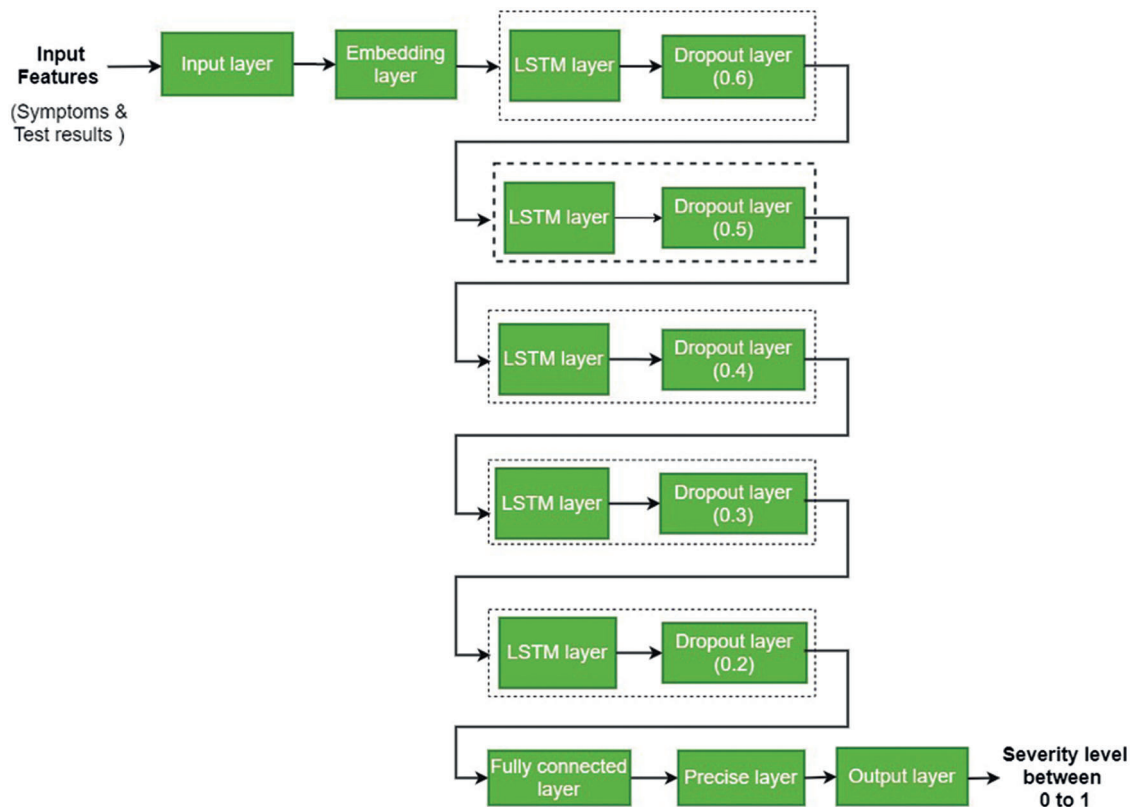 Input
Features
(Symptoms &
Test results )
Input layer
Embedding
layer
LSTM layer
Dropout layer
(0.6)
LSTM layer
Dropout layer
(0.5)
LSTM layer
Dropout layer
(0.4)
LSTM layer
Dropout layer
(0.3)
LSTM layer
Dropout layer
(0.2)
Fully connected
layer
Precise layer
Output layer
Severity level
between
0 to 1